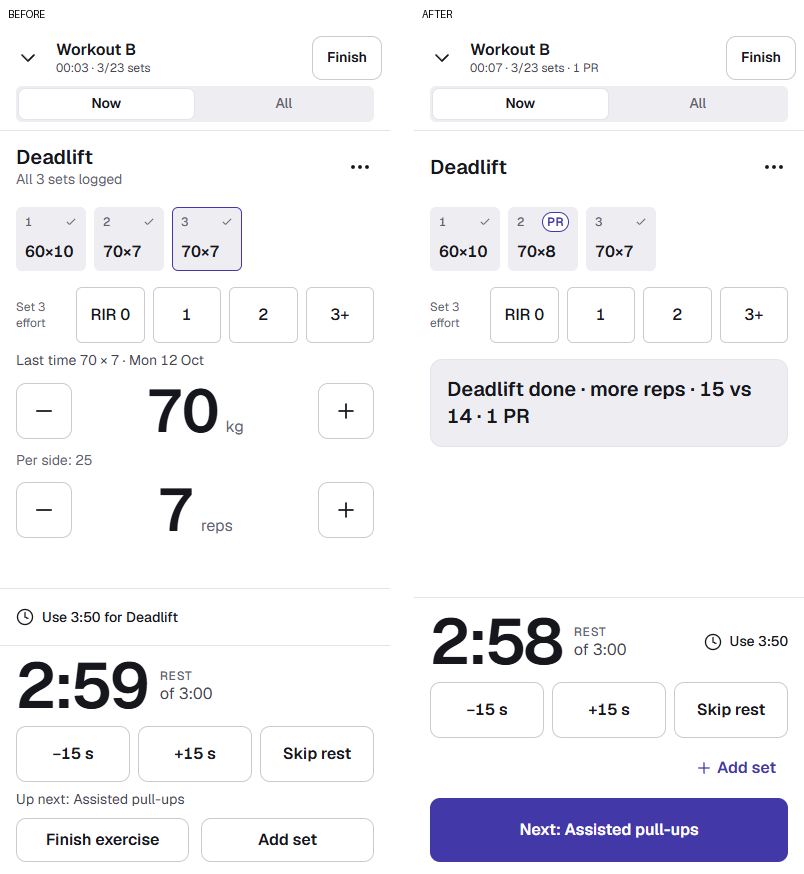 BEFORE
Workout B
00:03 · 3/23 sets
Finish
Now
All
Deadlift
All 3 sets logged
1
60×10
2
70×7
3
70×7
Set 3
effort
RIR 0
1
2
3+
Last time 70 × 7 · Mon 12 Oct
70 kg
Per side: 25
7 reps
Use 3:50 for Deadlift
2:59
REST
of 3:00
−15 s
+15 s
Skip rest
Up next: Assisted pull-ups
Finish exercise
Add set
AFTER
Workout B
00:07 · 3/23 sets · 1 PR
Finish
Now
All
Deadlift
1
60×10
2 PR
70×8
3
70×7
Set 3
effort
RIR 0
1
2
3+
Deadlift done · more reps · 15 vs
14 · 1 PR
2:58
REST
of 3:00
Use 3:50
−15 s
+15 s
Skip rest
+ Add set
Next: Assisted pull-ups